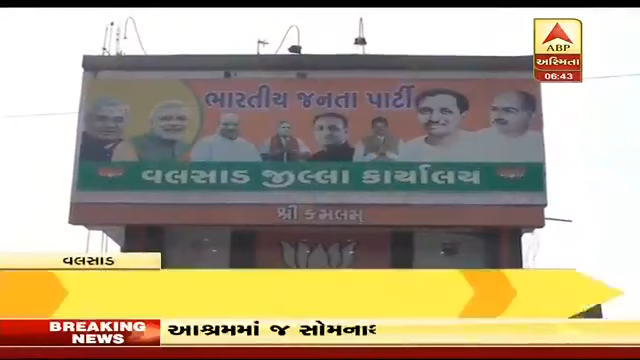 ABP
અસ્મિતા
06:43
ભારતીય જનતા પાર્ટી
વલસાડ જીલ્લા કાર્યાલય
શ્રી કમલમ્
વલસાડ
BREAKING NEWS
આશ્રમમાં જ સોમના